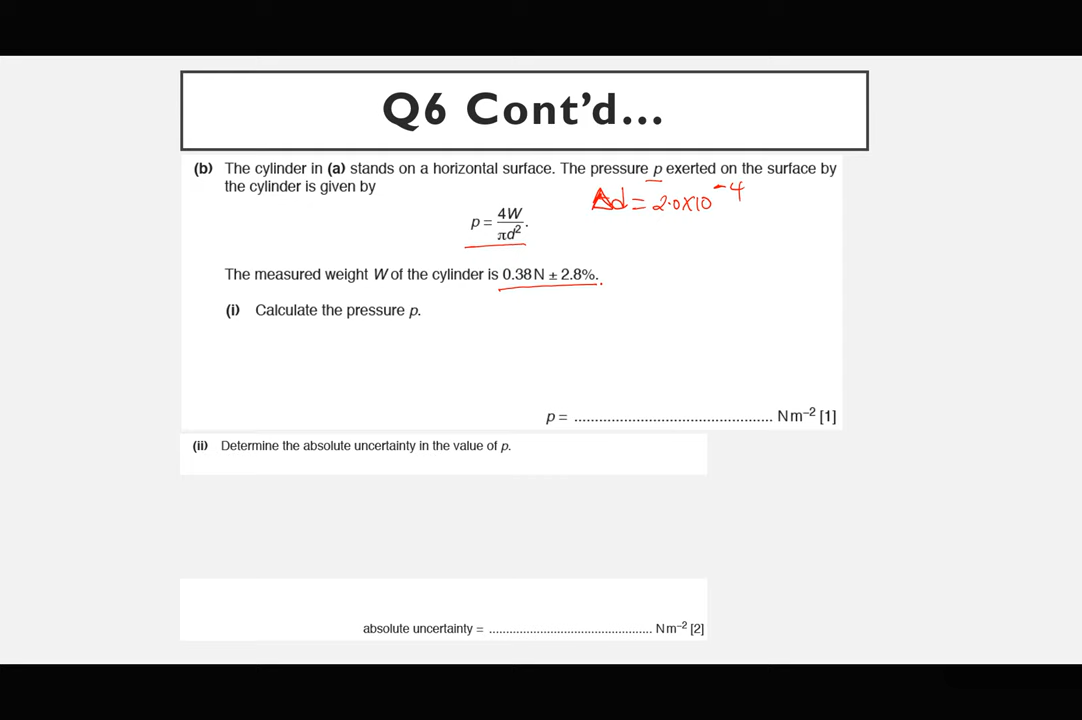 Q6 Cont'd...
(b) The cylinder in (a) stands on a horizontal surface. The pressure p exerted on the surface by
the cylinder is given by
Δd = 2.0×10⁻⁴
p = 4W / πd².
The measured weight W of the cylinder is 0.38 N ± 2.8%.
(i) Calculate the pressure p.
p = ................................................ N m⁻² [1]
(ii) Determine the absolute uncertainty in the value of p.
absolute uncertainty = ................................................ N m⁻² [2]